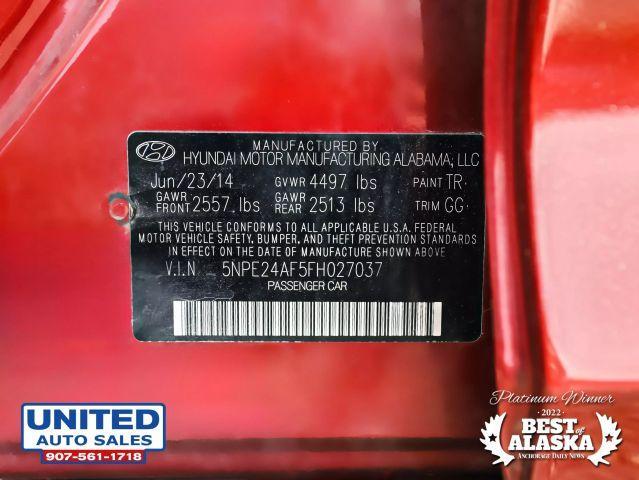 MANUFACTURED BY
HYUNDAI MOTOR MANUFACTURING ALABAMA, LLC
Jun/23/14 GVWR 4497 lbs PAINT TR
GAWR FRONT 2557 lbs GAWR REAR 2513 lbs TRIM GG
THIS VEHICLE CONFORMS TO ALL APPLICABLE U.S.A. FEDERAL
MOTOR VEHICLE SAFETY, BUMPER, AND THEFT PREVENTION STANDARDS
IN EFFECT ON THE DATE OF MANUFACTURE SHOWN ABOVE.
V.I.N. 5NPE24AF5FH027037
PASSENGER CAR
UNITED
AUTO SALES
907-561-1718
Platinum Winner
2022
BEST of
ALASKA
ANCHORAGE DAILY NEWS